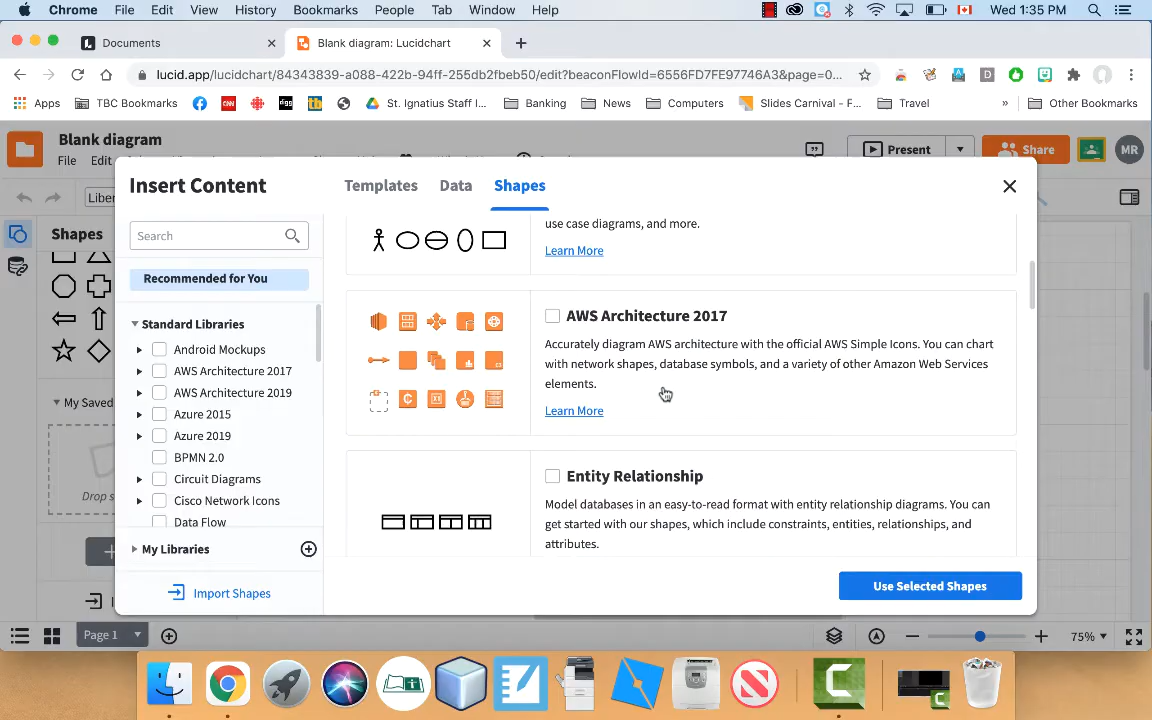 Chrome File Edit View History Bookmarks People Tab Window Help Wed 1:35 PM
Documents
Blank diagram: Lucidchart
lucid.app/lucidchart/84343839-a088-422b-94ff-255db2fbeb50/edit?beaconFlowId=6556FD7FE97746A3&page=0...
Apps TBC Bookmarks CNN digg tb St. Ignatius Staff I... Banking News Computers Slides Carnival - F... Travel » Other Bookmarks
Blank diagram
File Edit
Present
Share
MR
Insert Content
Templates Data Shapes
Liber
Shapes
Search
Recommended for You
Standard Libraries
Android Mockups
AWS Architecture 2017
AWS Architecture 2019
Azure 2015
Azure 2019
BPMN 2.0
Circuit Diagrams
Cisco Network Icons
Data Flow
My Libraries
Import Shapes
My Saved
Drop s
use case diagrams, and more.
Learn More
AWS Architecture 2017
Accurately diagram AWS architecture with the official AWS Simple Icons. You can chart
with network shapes, database symbols, and a variety of other Amazon Web Services
elements.
Learn More
Entity Relationship
Model databases in an easy-to-read format with entity relationship diagrams. You can
get started with our shapes, which include constraints, entities, relationships, and
attributes.
Use Selected Shapes
Page 1
75%